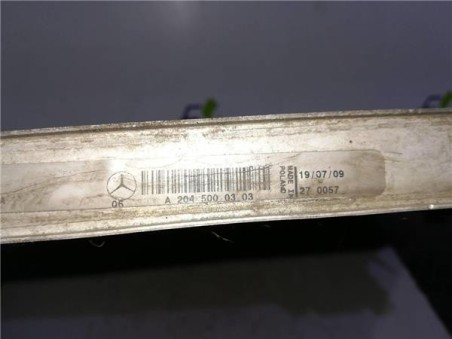 06
A 204 500 03 03
MADE IN
POLAND
19/07/09
27 0057